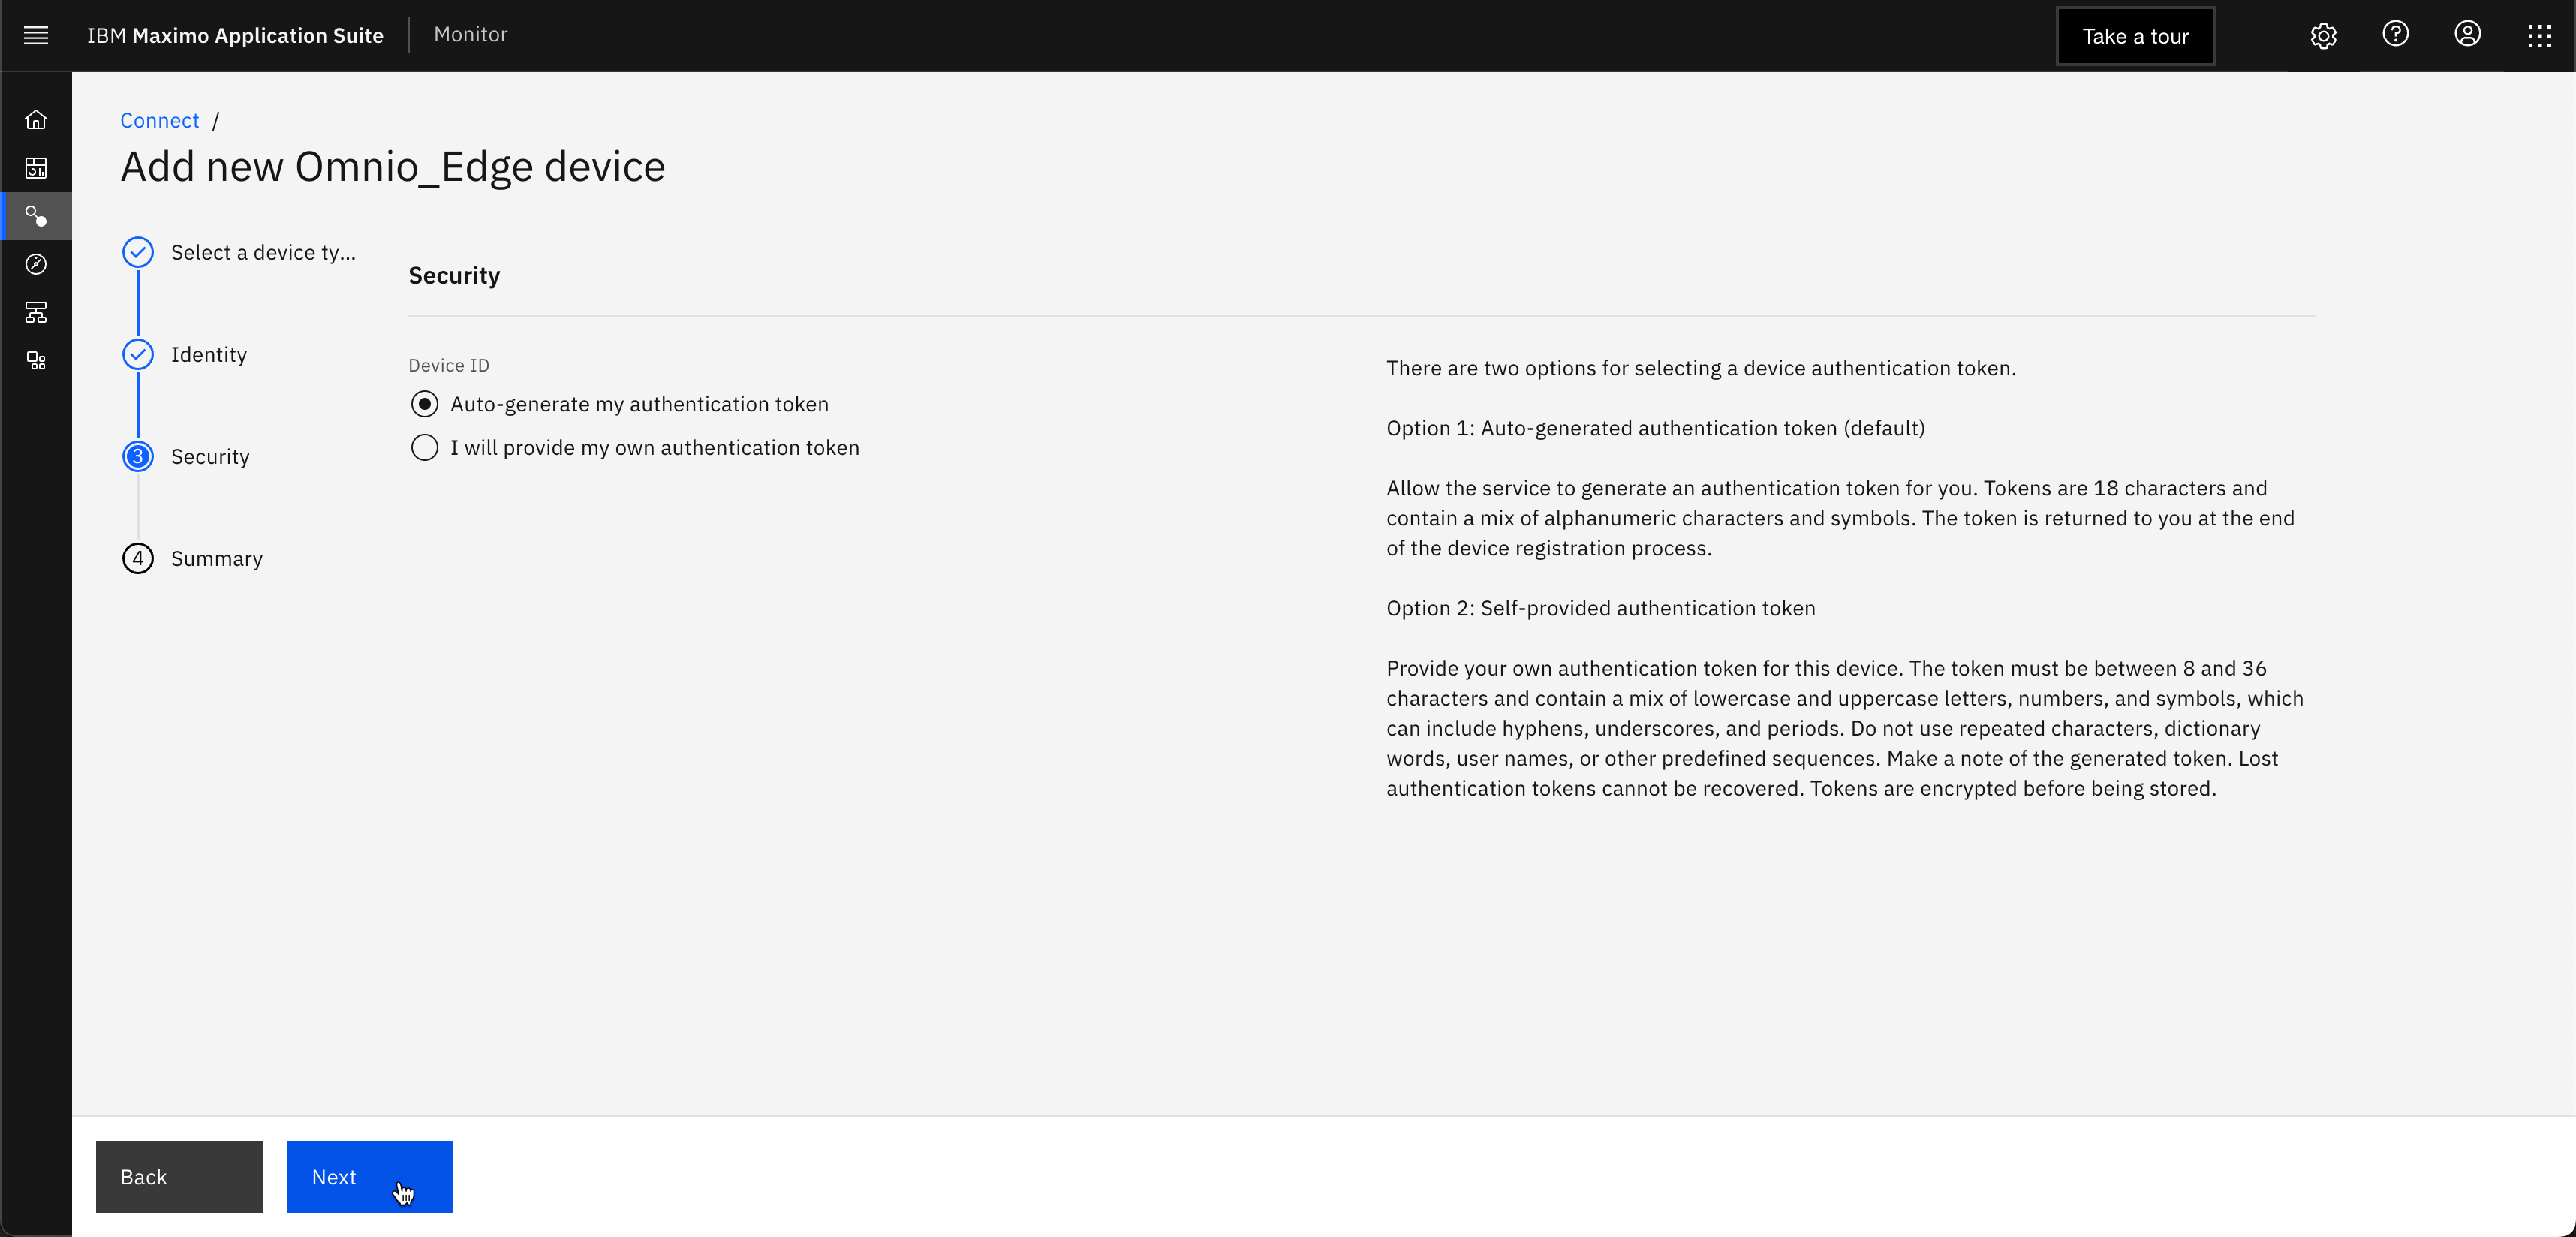 IBM Maximo Application Suite
Monitor
Take a tour
Connect /
Add new Omnio_Edge device
Select a device ty...
Identity
3 Security
4 Summary
Security
Device ID
Auto-generate my authentication token
I will provide my own authentication token
There are two options for selecting a device authentication token.
Option 1: Auto-generated authentication token (default)
Allow the service to generate an authentication token for you. Tokens are 18 characters and
contain a mix of alphanumeric characters and symbols. The token is returned to you at the end
of the device registration process.
Option 2: Self-provided authentication token
Provide your own authentication token for this device. The token must be between 8 and 36
characters and contain a mix of lowercase and uppercase letters, numbers, and symbols, which
can include hyphens, underscores, and periods. Do not use repeated characters, dictionary
words, user names, or other predefined sequences. Make a note of the generated token. Lost
authentication tokens cannot be recovered. Tokens are encrypted before being stored.
Back
Next